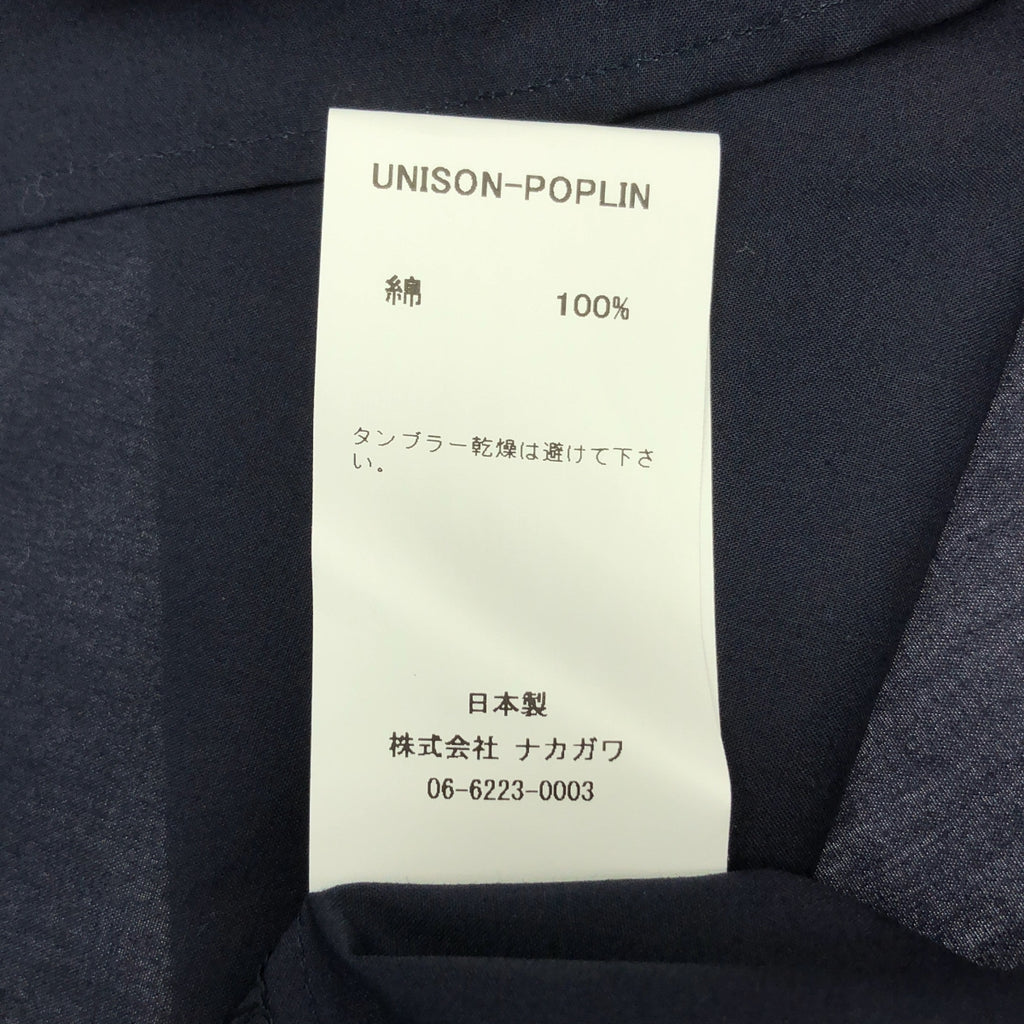 UNISON-POPLIN
綿 100%
タンブラー乾燥は避けて下さ
い。
日本製
株式会社 ナカガワ
06-6223-0003